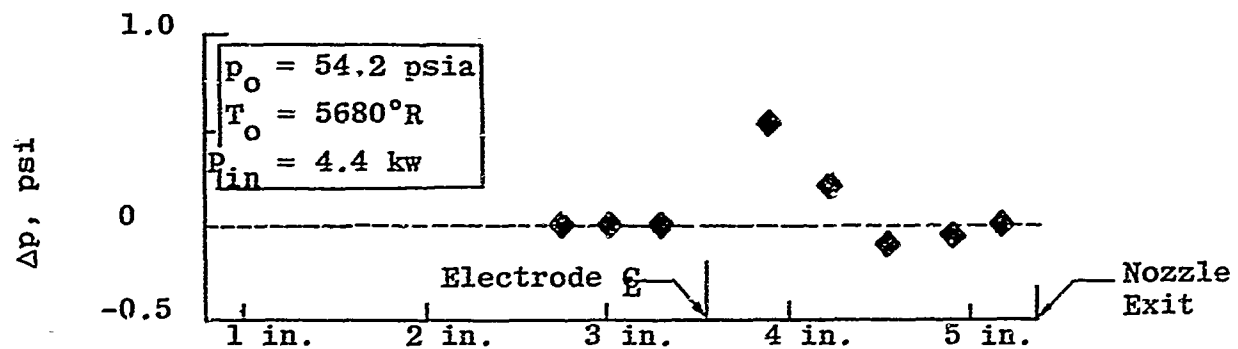 1.0
p_o = 54.2 psia
T_o = 5680°R
P_in = 4.4 kw
Δp, psi
0
Electrode ℄
Nozzle
Exit
-0.5
1 in. 2 in. 3 in. 4 in. 5 in.